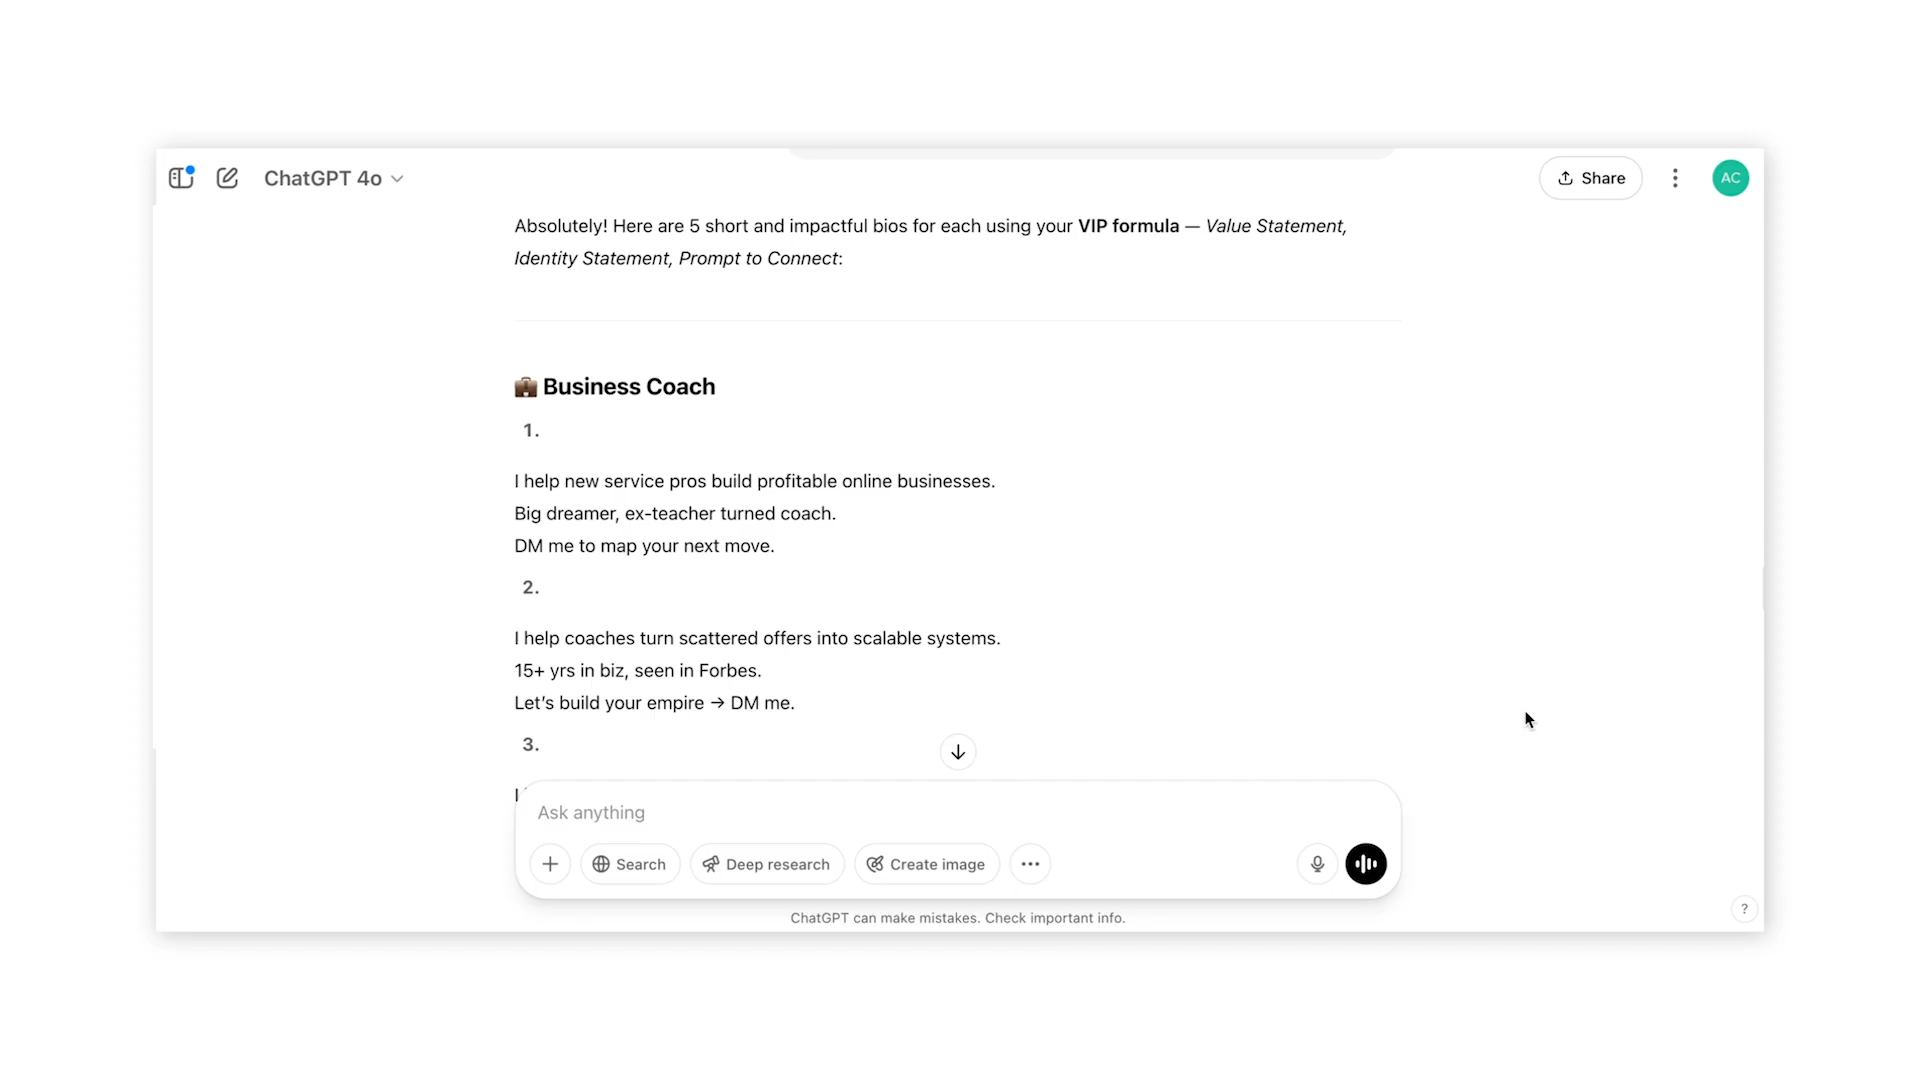 ChatGPT 4o
Share
AC
Absolutely! Here are 5 short and impactful bios for each using your VIP formula — Value Statement,
Identity Statement, Prompt to Connect:
💼 Business Coach
1.
I help new service pros build profitable online businesses.
Big dreamer, ex-teacher turned coach.
DM me to map your next move.
2.
I help coaches turn scattered offers into scalable systems.
15+ yrs in biz, seen in Forbes.
Let's build your empire → DM me.
3.
I
Ask anything
Search
Deep research
Create image
ChatGPT can make mistakes. Check important info.
?